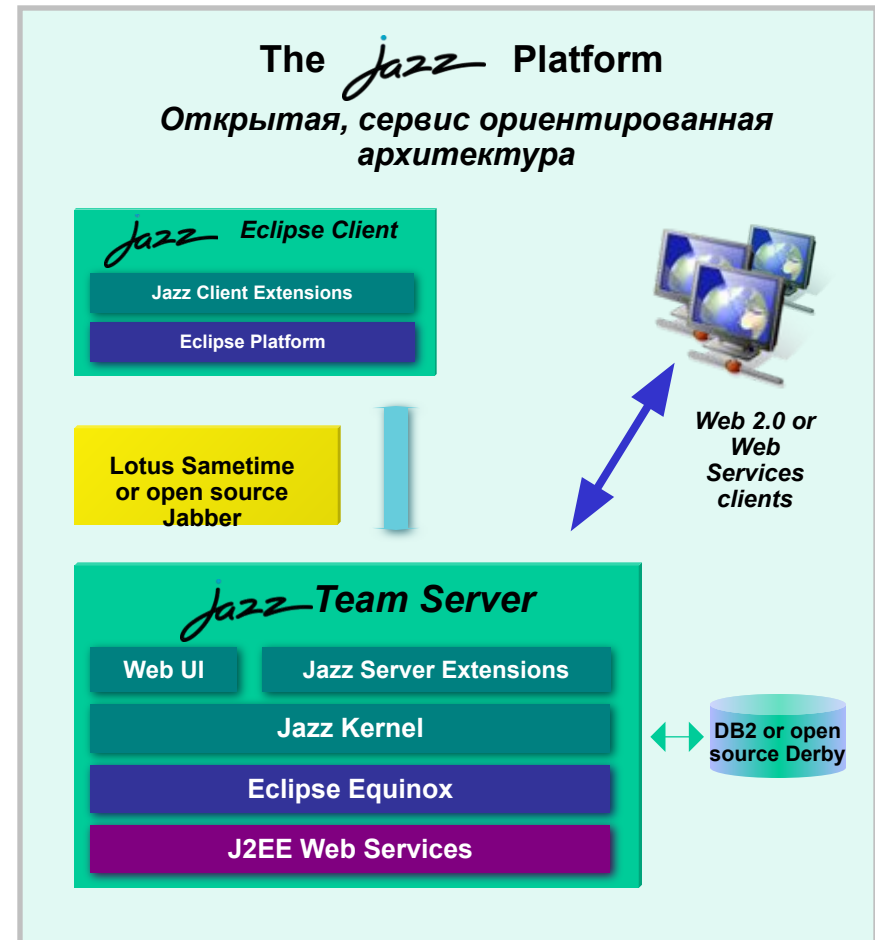 The jazz Platform
Открытая, сервис ориентированная
архитектура
jazz Eclipse Client
Jazz Client Extensions
Eclipse Platform
Web 2.0 or
Web
Services
clients
Lotus Sametime
or open source
Jabber
jazz Team Server
Web UI
Jazz Server Extensions
Jazz Kernel
Eclipse Equinox
J2EE Web Services
DB2 or open
source Derby